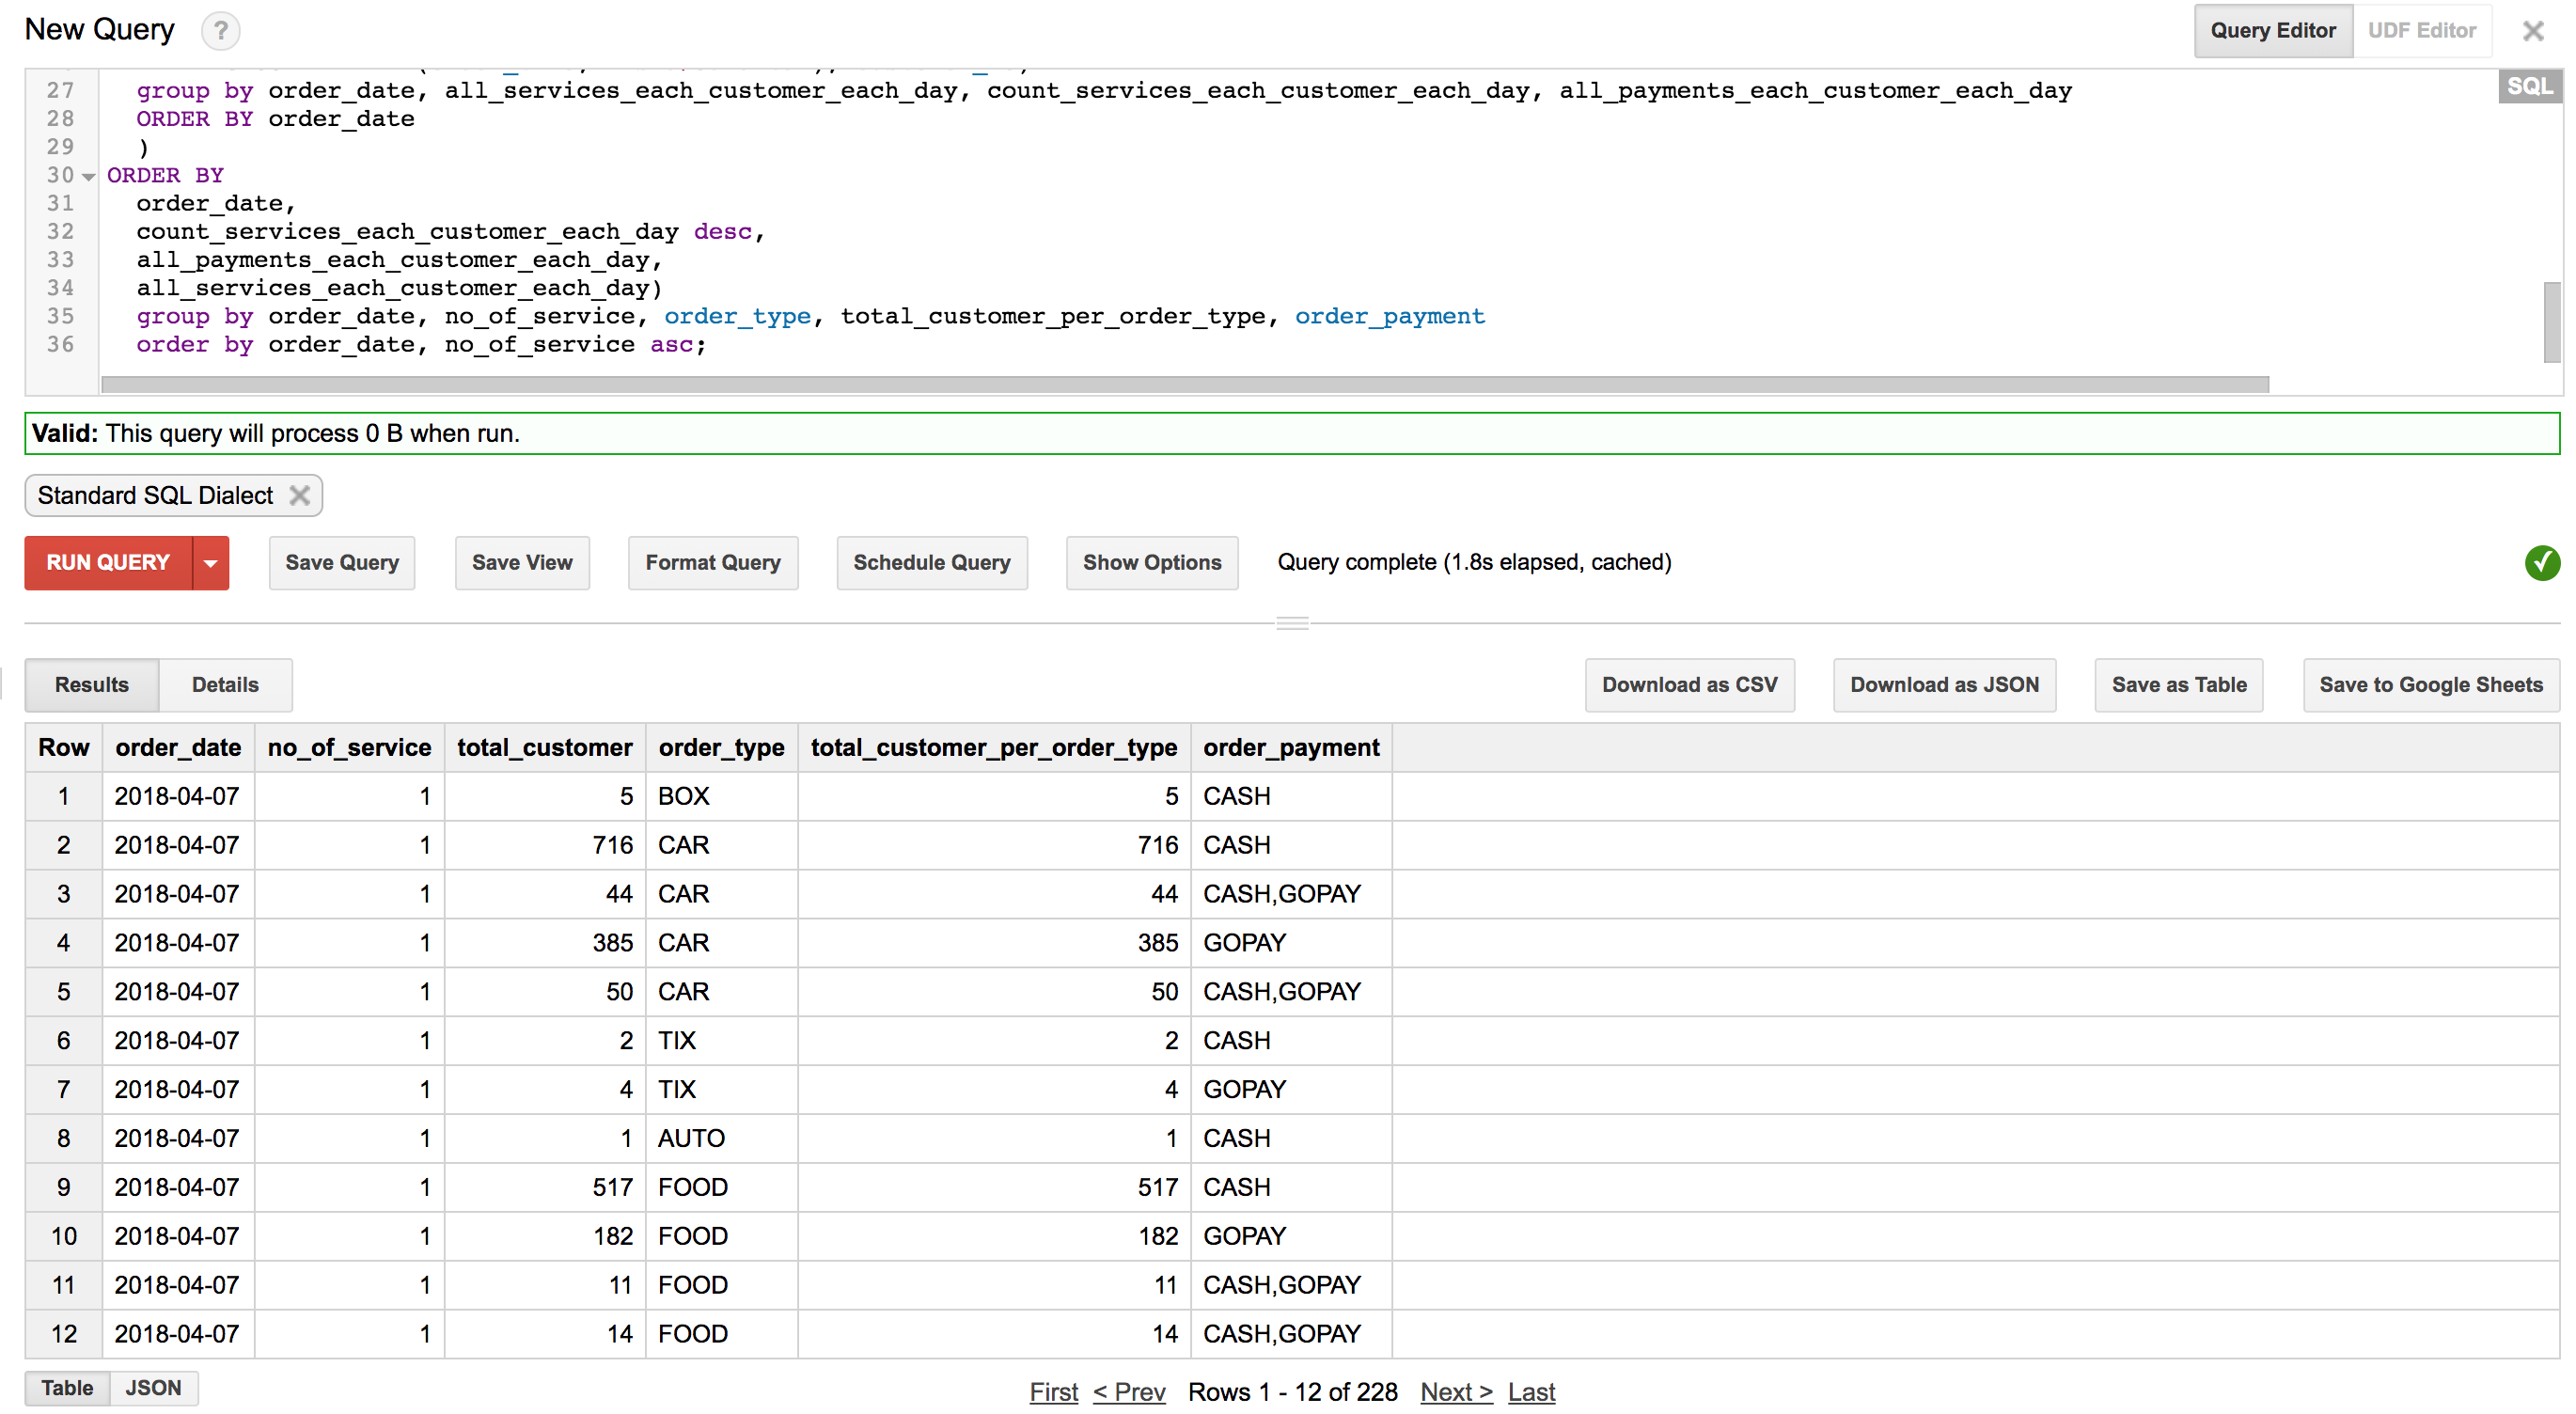 New Query ?
Query Editor UDF Editor
SQL
27 group by order_date, all_services_each_customer_each_day, count_services_each_customer_each_day, all_payments_each_customer_each_day
28 ORDER BY order_date
29 )
30 ORDER BY
31 order_date,
32 count_services_each_customer_each_day desc,
33 all_payments_each_customer_each_day,
34 all_services_each_customer_each_day)
35 group by order_date, no_of_service, order_type, total_customer_per_order_type, order_payment
36 order by order_date, no_of_service asc;
Valid: This query will process 0 B when run.
Standard SQL Dialect
RUN QUERY Save Query Save View Format Query Schedule Query Show Options Query complete (1.8s elapsed, cached)
Results Details Download as CSV Download as JSON Save as Table Save to Google Sheets
Row order_date no_of_service total_customer order_type total_customer_per_order_type order_payment
1 2018-04-07 1 5 BOX 5 CASH
2 2018-04-07 1 716 CAR 716 CASH
3 2018-04-07 1 44 CAR 44 CASH,GOPAY
4 2018-04-07 1 385 CAR 385 GOPAY
5 2018-04-07 1 50 CAR 50 CASH,GOPAY
6 2018-04-07 1 2 TIX 2 CASH
7 2018-04-07 1 4 TIX 4 GOPAY
8 2018-04-07 1 1 AUTO 1 CASH
9 2018-04-07 1 517 FOOD 517 CASH
10 2018-04-07 1 182 FOOD 182 GOPAY
11 2018-04-07 1 11 FOOD 11 CASH,GOPAY
12 2018-04-07 1 14 FOOD 14 CASH,GOPAY
Table JSON First < Prev Rows 1 - 12 of 228 Next > Last